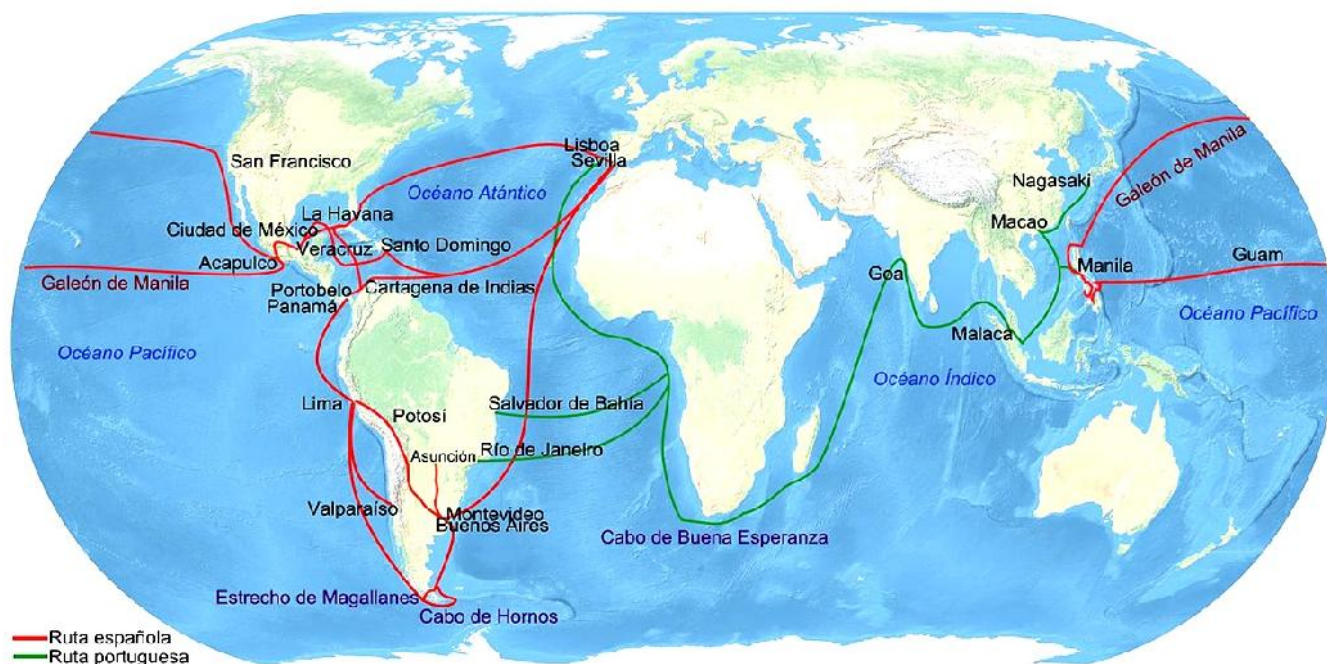 Lisboa
Sevilla
San Francisco
Océano Atántico
Nagasaki
Galeón de Manila
La Havana
Ciudad de México
Macao
Veracruz
Santo Domingo
Acapulco
Guam
Manila
Goa
Galeón de Manila
Portobelo
Cartagena de Indias
Panamá
Océano Pacífico
Malaca
Océano Pacífico
Océano Índico
Lima
Salvador de Bahía
Potosí
Río de Janeiro
Asunción
Valparaíso
Montevideo
Buenos Aires
Cabo de Buena Esperanza
Estrecho de Magallanes
Cabo de Hornos
Ruta española
Ruta portuguesa